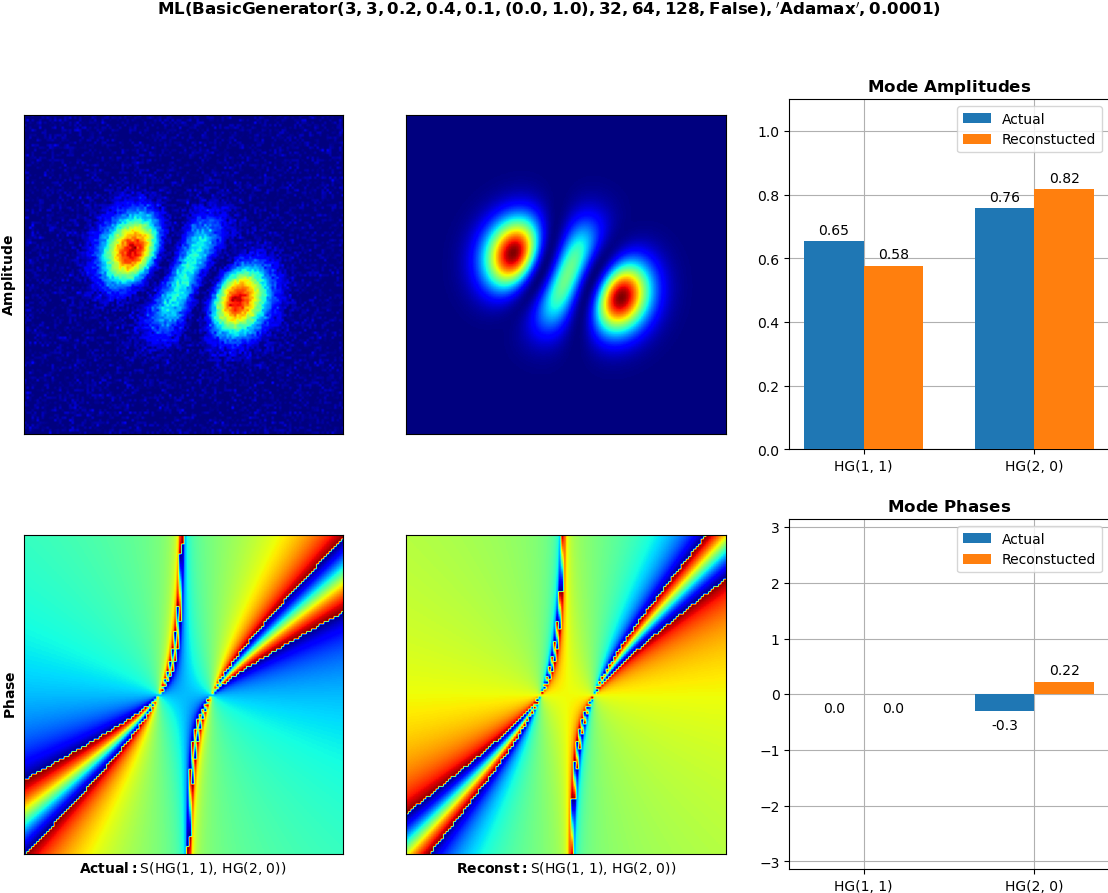 ML(BasicGenerator(3, 3, 0.2, 0.4, 0.1, (0.0, 1.0), 32, 64, 128, False), ′Adamax′, 0.0001)
Amplitude
Mode Amplitudes
Actual
Reconstucted
1.0
0.8
0.6
0.4
0.2
0.0
0.65
0.58
0.76
0.82
HG(1, 1)
HG(2, 0)
Phase
Actual: S(HG(1, 1), HG(2, 0))
Reconst: S(HG(1, 1), HG(2, 0))
Mode Phases
Actual
Reconstucted
3
2
1
0
−1
−2
−3
0.0
0.0
-0.3
0.22
HG(1, 1)
HG(2, 0)